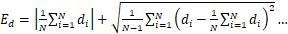 E_d = |1/N ∑_{i=1}^{N} d_i| + √(1/(N−1) ∑_{i=1}^{N} (d_i − 1/N ∑_{i=1}^{N} d_i)^2) ...